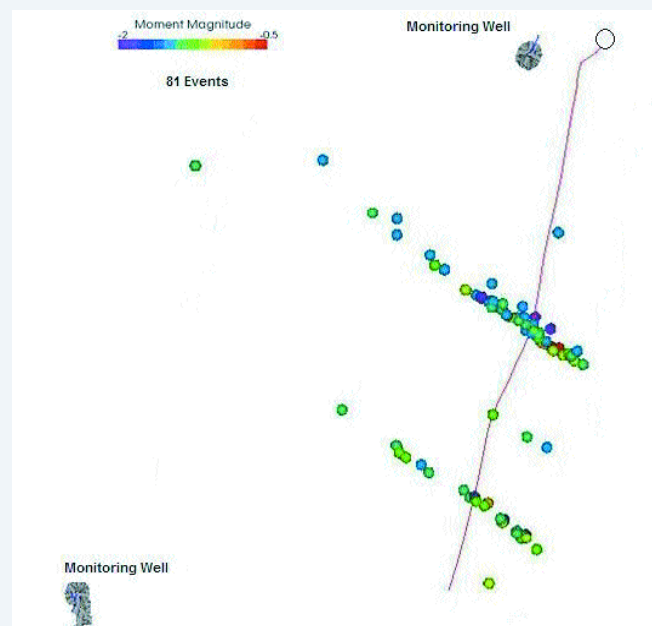 Moment Magnitude
-2 -0.5
81 Events
Monitoring Well
Monitoring Well